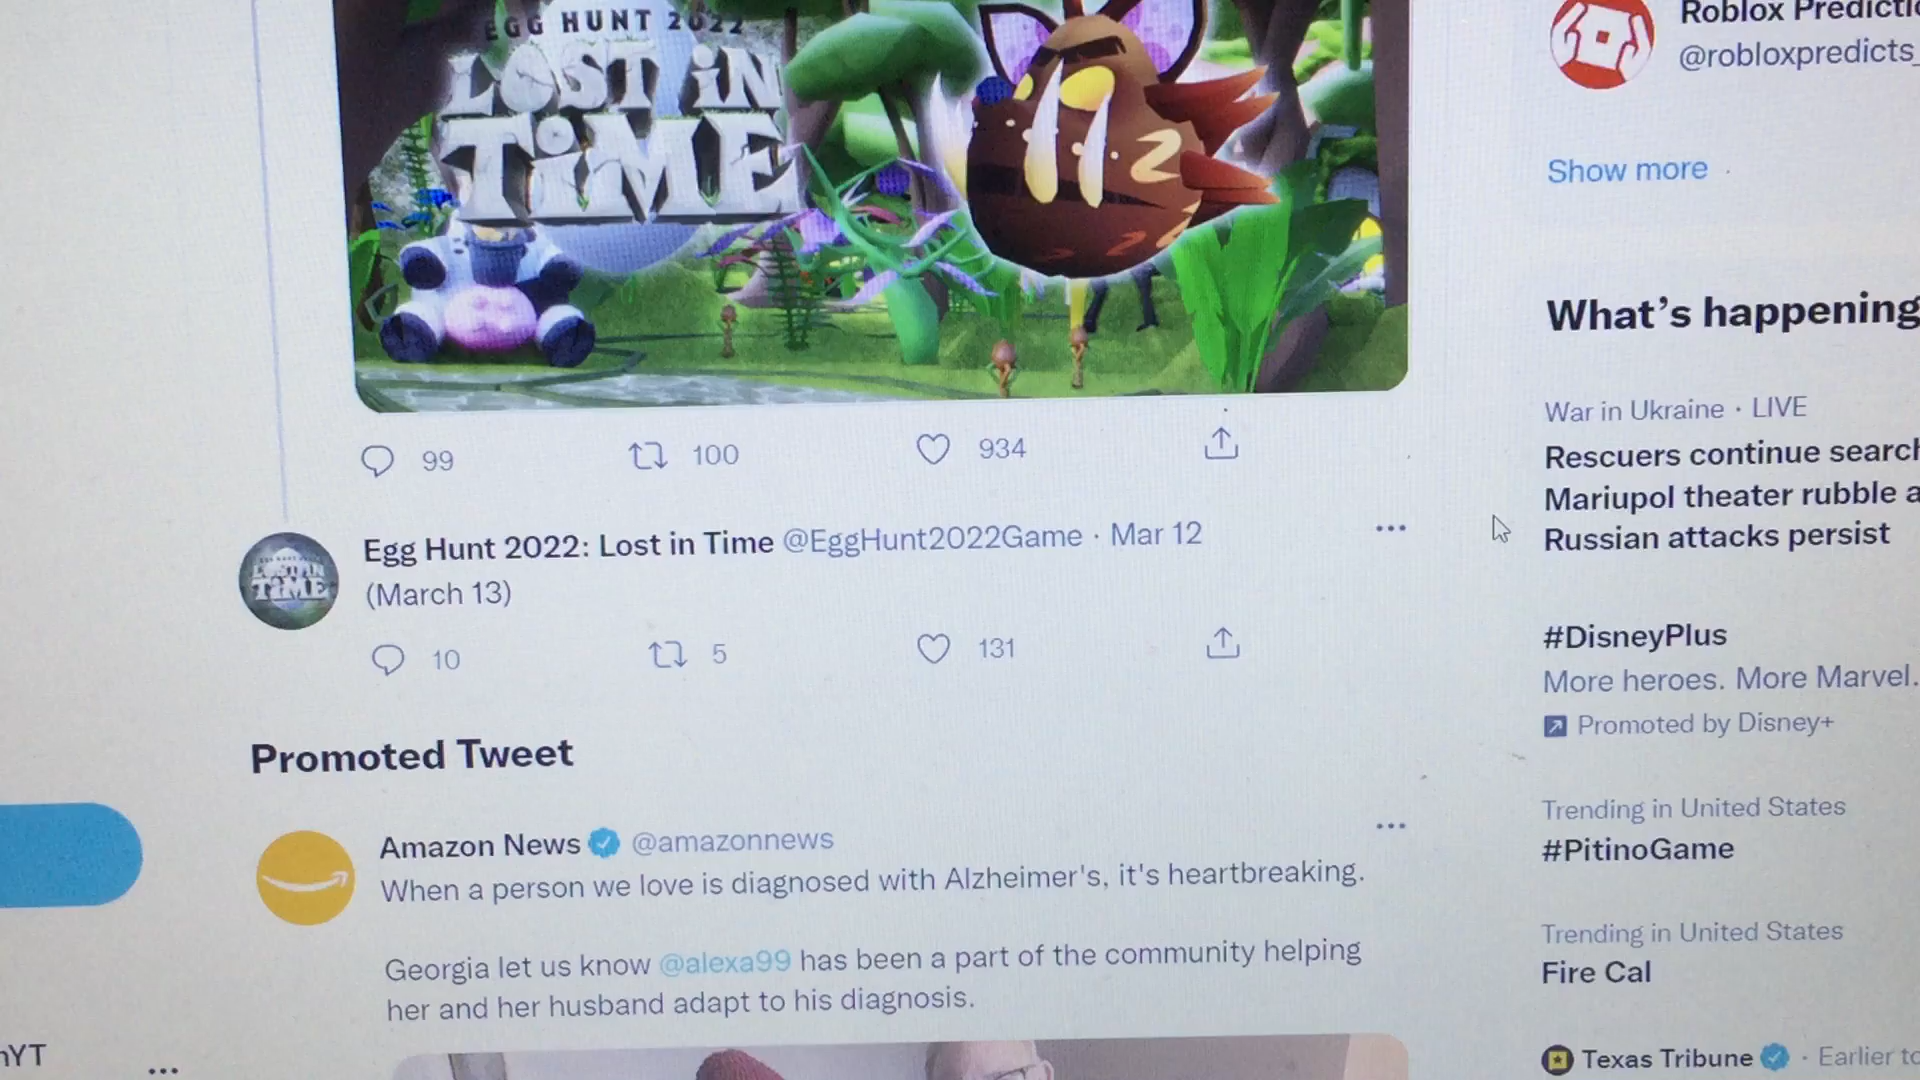 EGG HUNT 2022
LOST iN
TiME
99 100 934
Egg Hunt 2022: Lost in Time @EggHunt2022Game · Mar 12
(March 13)
10 5 131
Promoted Tweet
Amazon News @amazonnews
When a person we love is diagnosed with Alzheimer's, it's heartbreaking.
Georgia let us know @alexa99 has been a part of the community helping
her and her husband adapt to his diagnosis.
Roblox
@robloxpredicts_
Show more
What's happening
War in Ukraine · LIVE
Rescuers continue search
Mariupol theater rubble
Russian attacks persist
#DisneyPlus
More heroes. More Marvel.
Promoted by Disney+
Trending in United States
#PitinoGame
Trending in United States
Fire Cal
Texas Tribune · Earlier
LOST IN
TIME